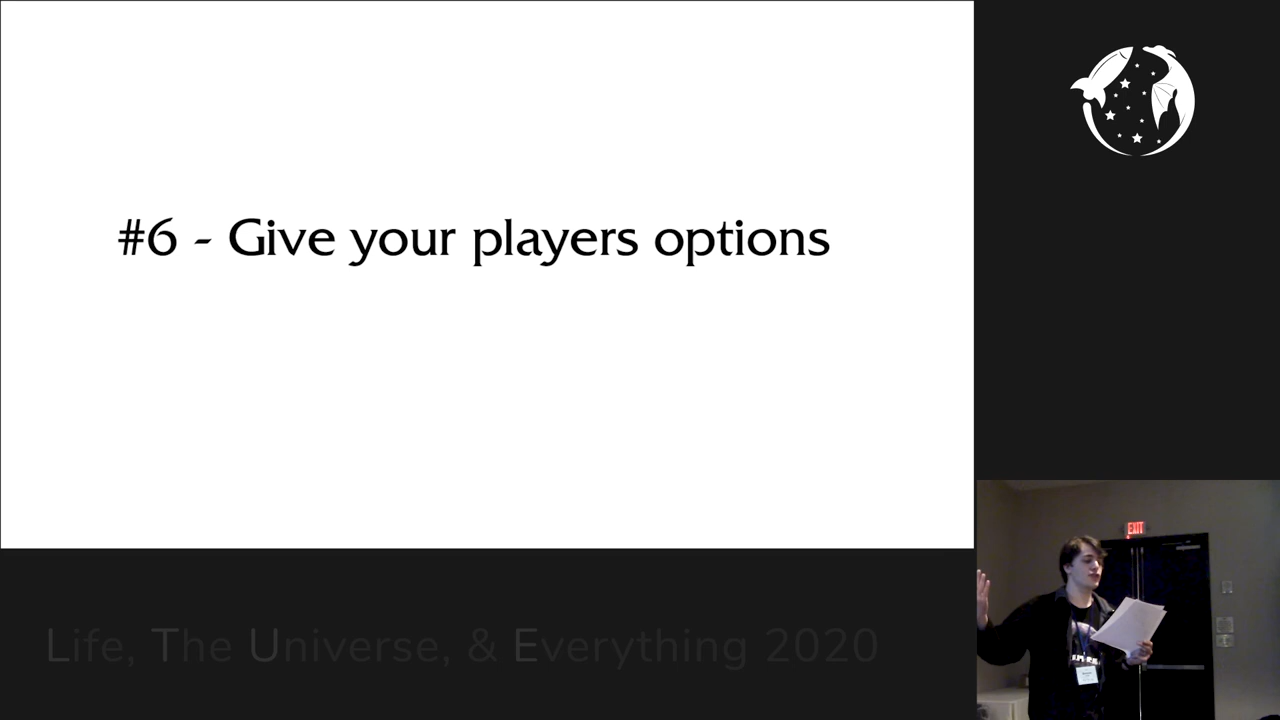 #6 - Give your players options
EXIT
Life, The Universe, & Everything 2020